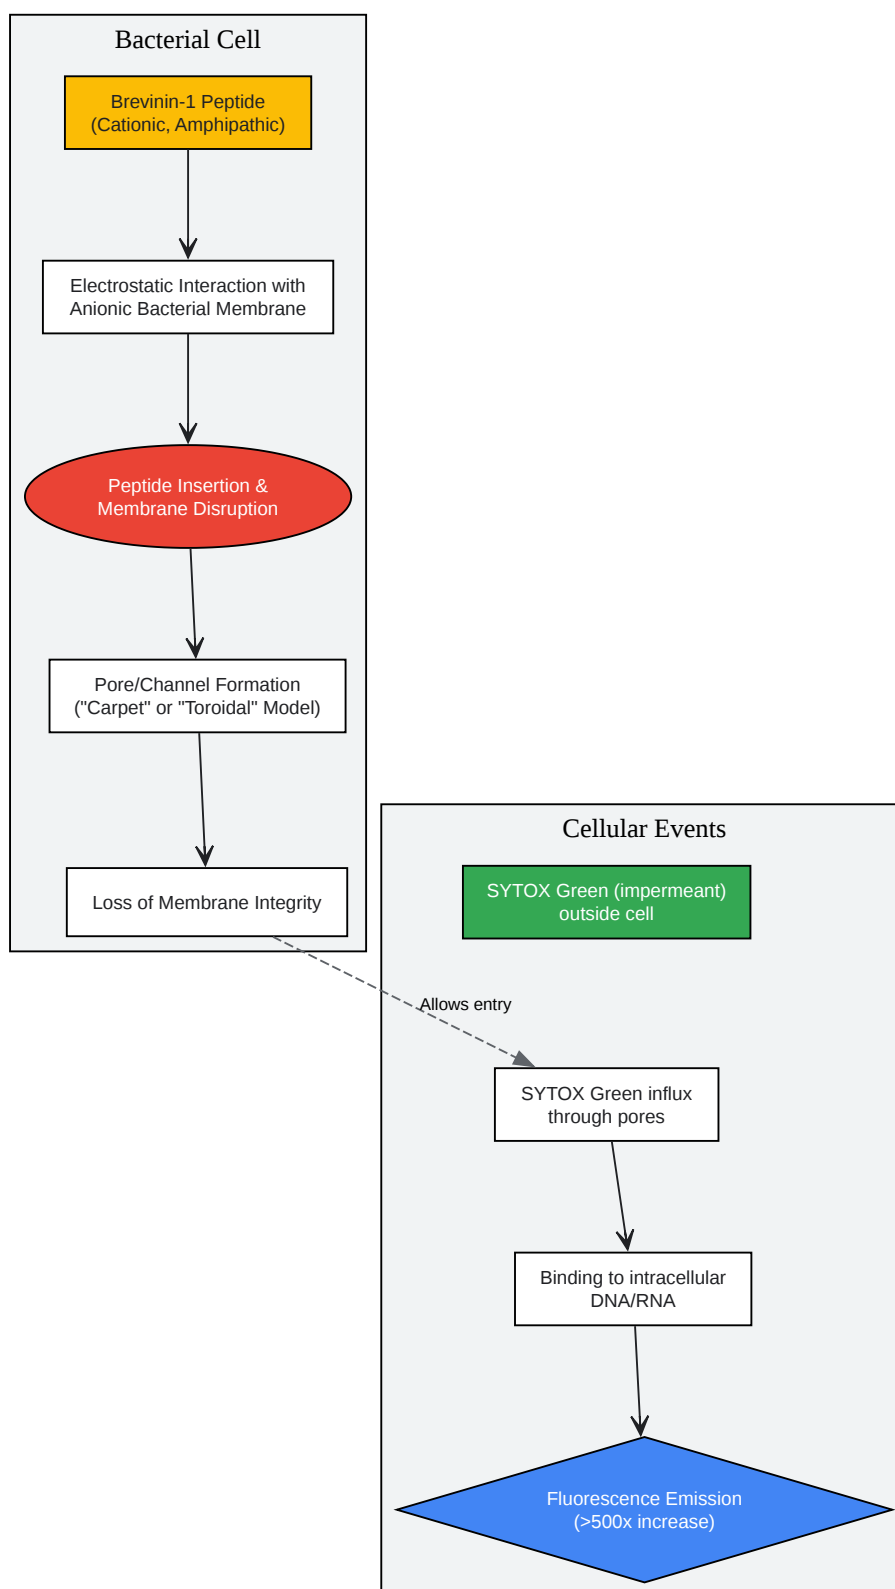 Bacterial Cell
Brevinin-1 Peptide
(Cationic, Amphipathic)
Electrostatic Interaction with
Anionic Bacterial Membrane
Peptide Insertion &
Membrane Disruption
Pore/Channel Formation
("Carpet" or "Toroidal" Model)
Loss of Membrane Integrity
Cellular Events
SYTOX Green (impermeant)
outside cell
Allows entry
SYTOX Green influx
through pores
Binding to intracellular
DNA/RNA
Fluorescence Emission
(>500x increase)